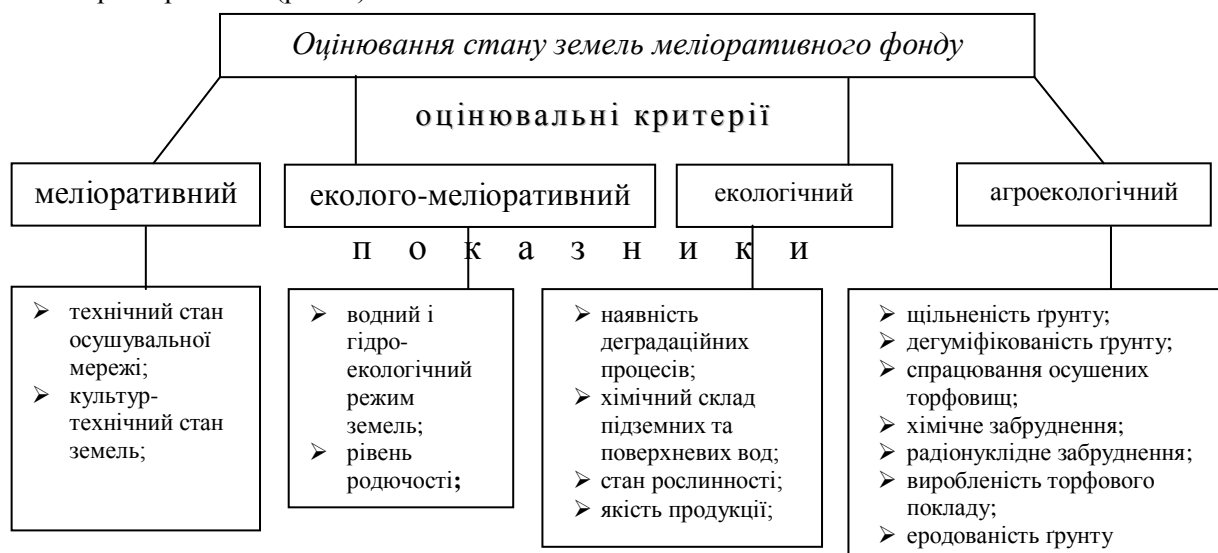 Оцінювання стану земель меліоративного фонду
оцінювальні критерії
меліоративний
еколого-меліоративний
екологічний
агроекологічний
п о к а з н и к и
➢ технічний стан
осушувальної
мережі;
➢ культур-
технічний стан
земель;
➢ водний і
гідро-
екологічний
режим
земель;
➢ рівень
родючості;
➢ наявність
деградаційних
процесів;
➢ хімічний склад
підземних та
поверхневих вод;
➢ стан рослинності;
➢ якість продукції;
➢ щільненість ґрунту;
➢ дегуміфікованість ґрунту;
➢ спрацювання осушених
торфовищ;
➢ хімічне забруднення;
➢ радіонуклідне забруднення;
➢ виробленість торфового
покладу;
➢ еродованість ґрунту